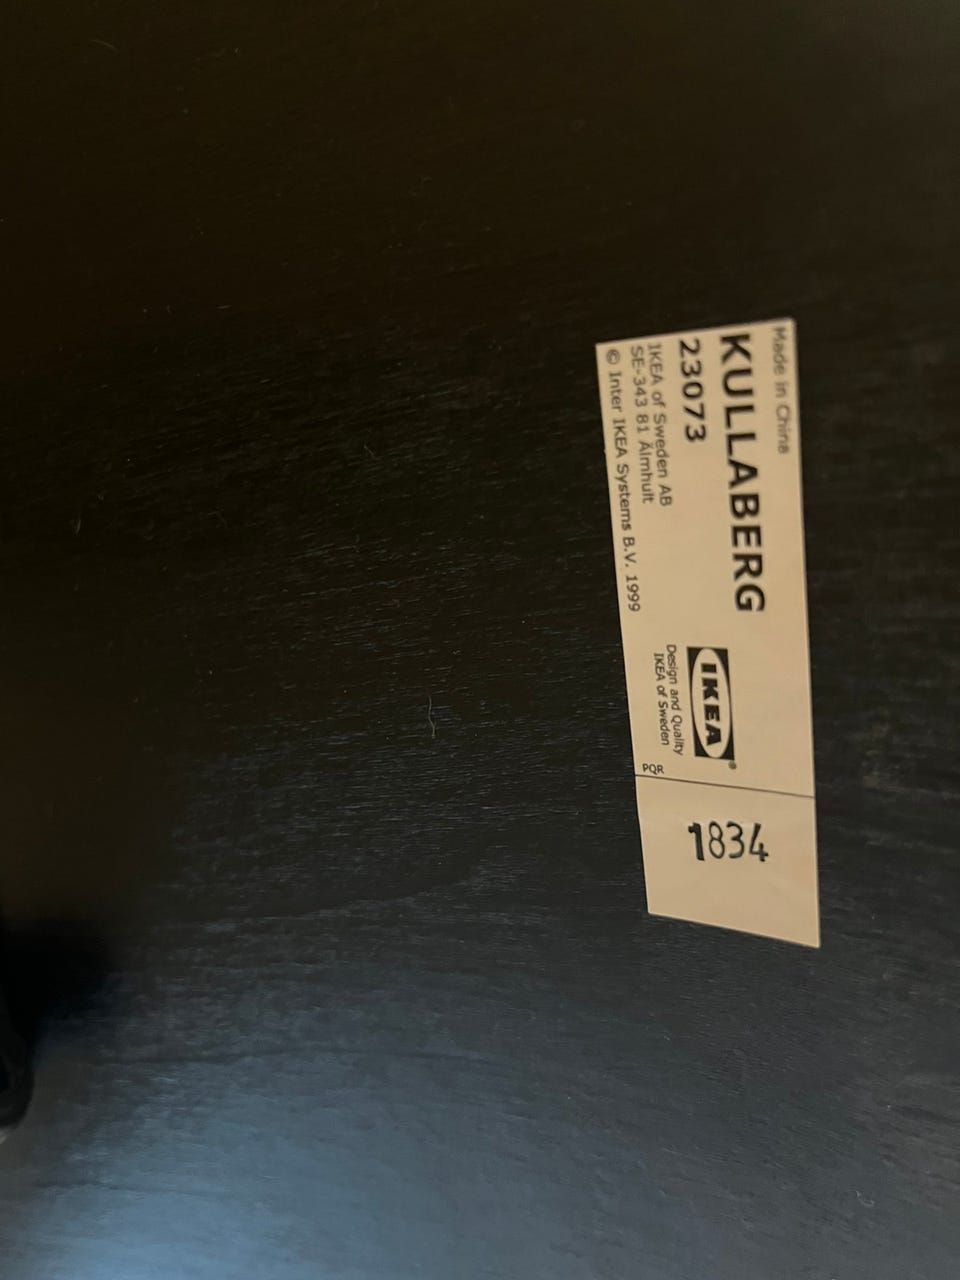 Made in China
KULLABERG
23073
IKEA of Sweden AB
SE-343 81 Älmhult
© Inter IKEA Systems B.V. 1999
IKEA®
Design and Quality
IKEA of Sweden
PQR
1834